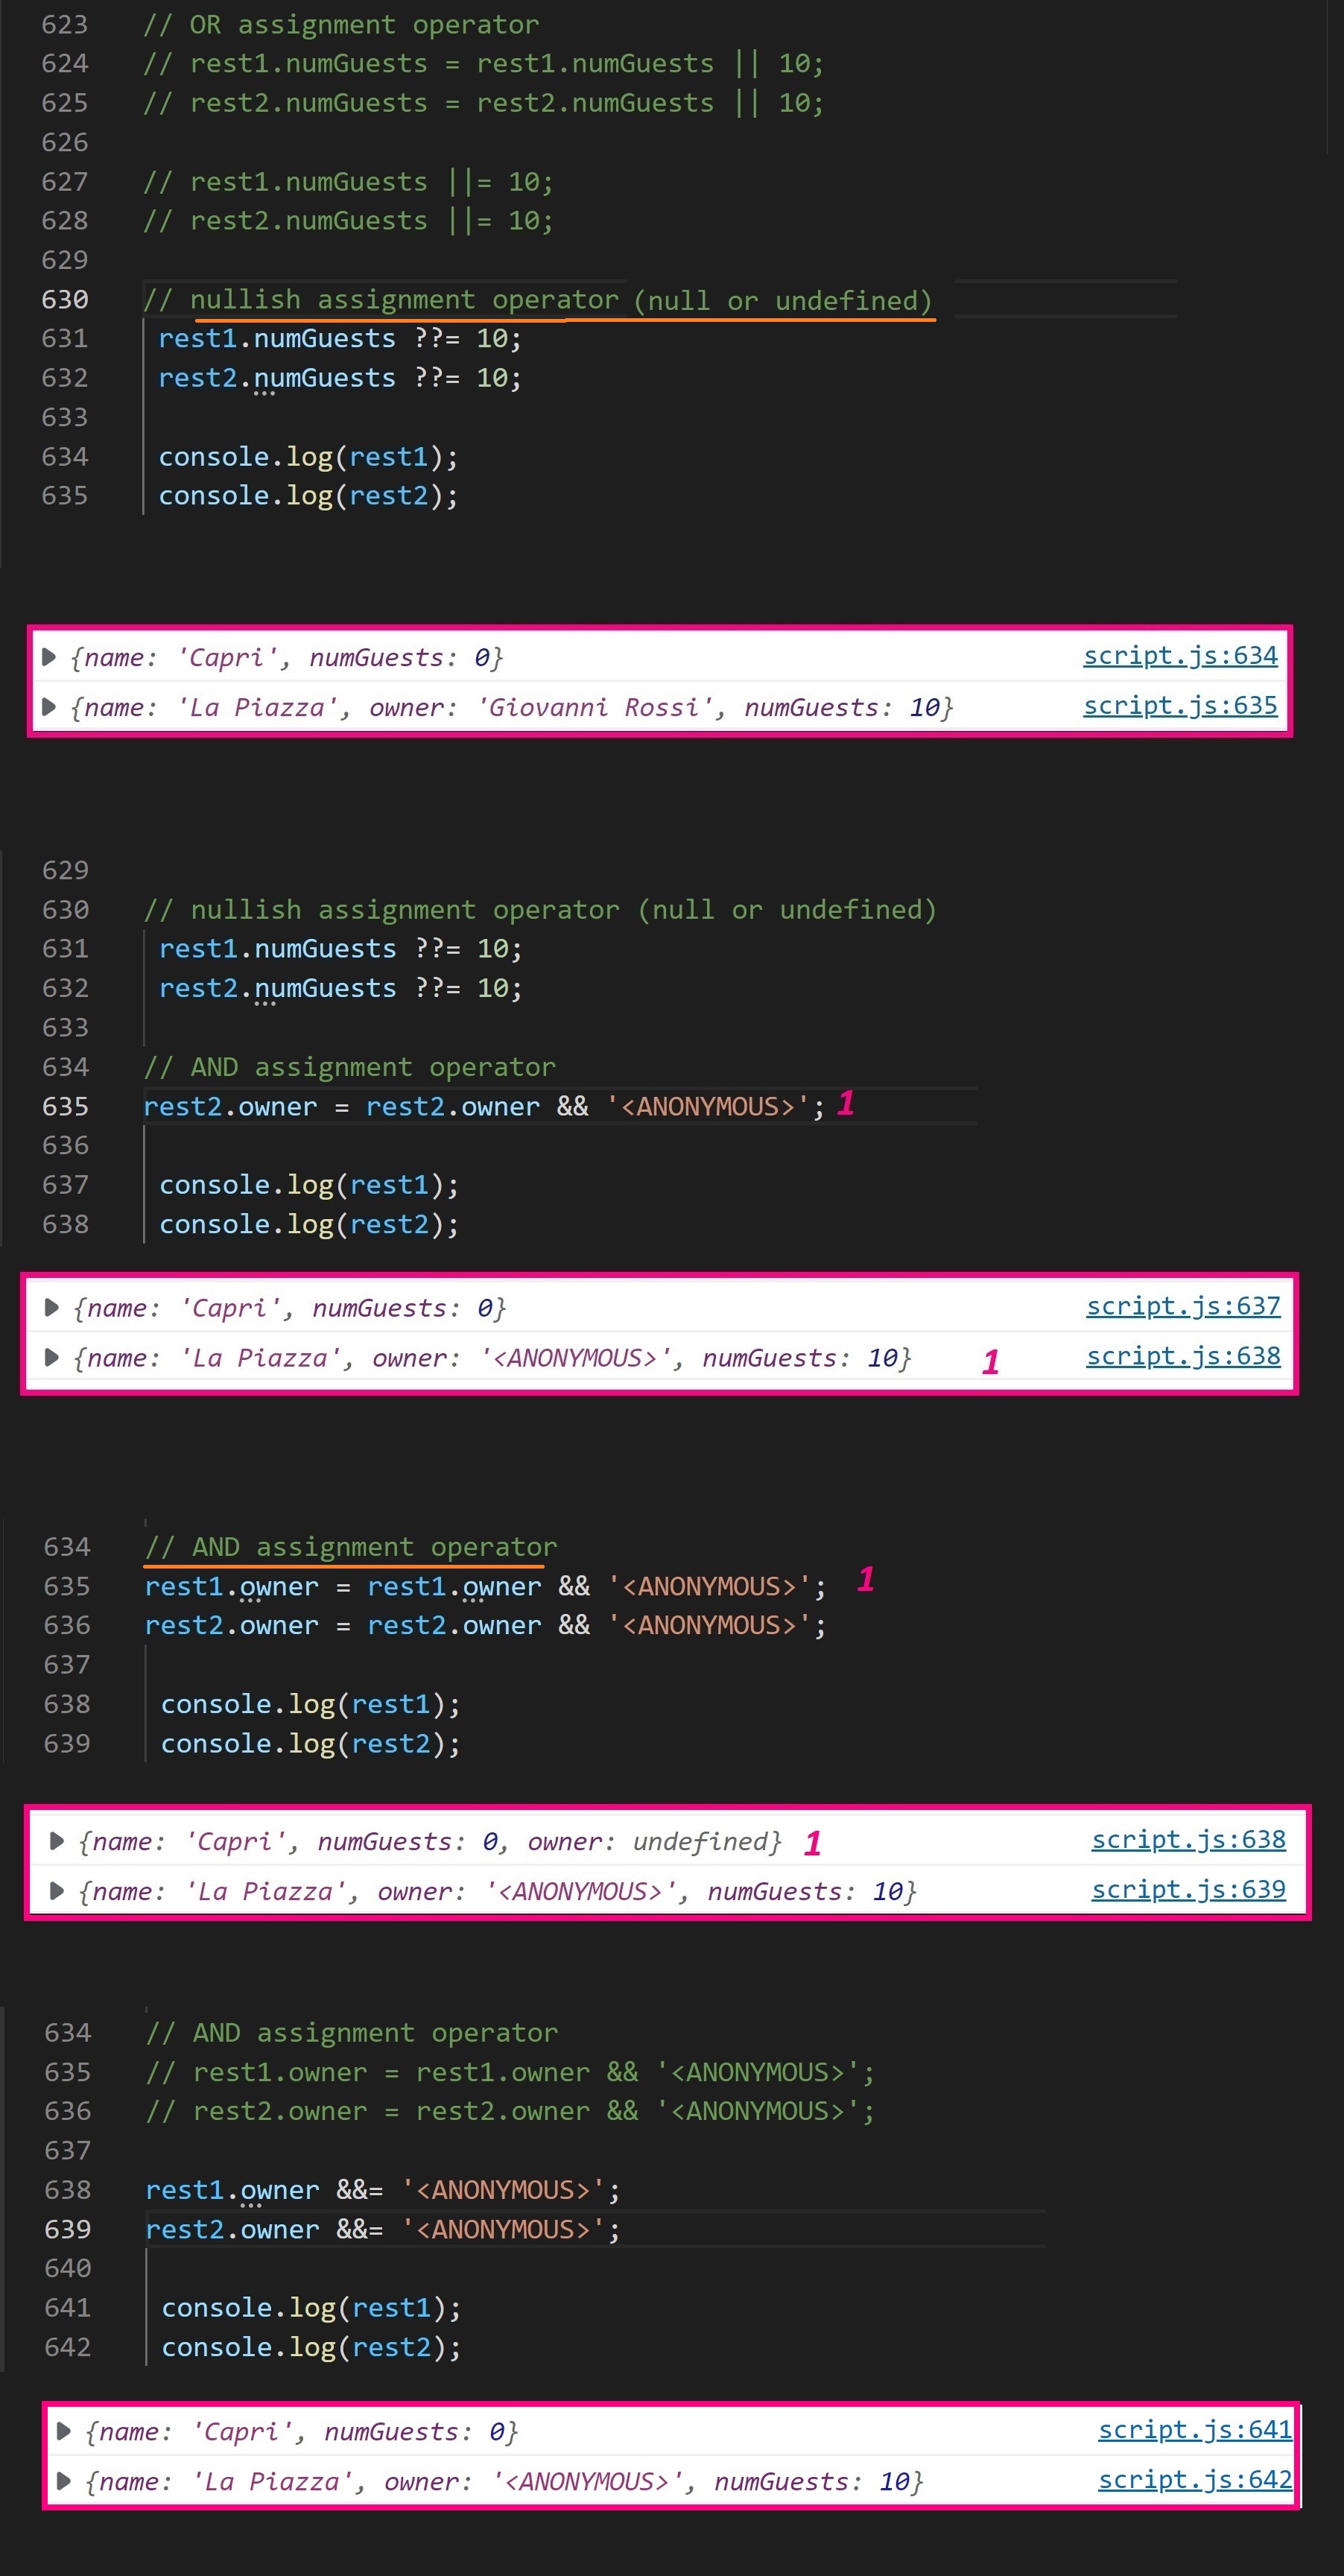 623 // OR assignment operator
624 // rest1.numGuests = rest1.numGuests || 10;
625 // rest2.numGuests = rest2.numGuests || 10;
626
627 // rest1.numGuests ||= 10;
628 // rest2.numGuests ||= 10;
629
630 // nullish assignment operator (null or undefined)
631 rest1.numGuests ??= 10;
632 rest2.numGuests ??= 10;
633
634 console.log(rest1);
635 console.log(rest2);
{name: 'Capri', numGuests: 0} script.js:634
{name: 'La Piazza', owner: 'Giovanni Rossi', numGuests: 10} script.js:635
629
630 // nullish assignment operator (null or undefined)
631 rest1.numGuests ??= 10;
632 rest2.numGuests ??= 10;
633
634 // AND assignment operator
635 rest2.owner = rest2.owner && '<ANONYMOUS>'; 1
636
637 console.log(rest1);
638 console.log(rest2);
{name: 'Capri', numGuests: 0} script.js:637
{name: 'La Piazza', owner: '<ANONYMOUS>', numGuests: 10} 1 script.js:638
634 // AND assignment operator
635 rest1.owner = rest1.owner && '<ANONYMOUS>'; 1
636 rest2.owner = rest2.owner && '<ANONYMOUS>';
637
638 console.log(rest1);
639 console.log(rest2);
{name: 'Capri', numGuests: 0, owner: undefined} 1 script.js:638
{name: 'La Piazza', owner: '<ANONYMOUS>', numGuests: 10} script.js:639
634 // AND assignment operator
635 // rest1.owner = rest1.owner && '<ANONYMOUS>';
636 // rest2.owner = rest2.owner && '<ANONYMOUS>';
637
638 rest1.owner &&= '<ANONYMOUS>';
639 rest2.owner &&= '<ANONYMOUS>';
640
641 console.log(rest1);
642 console.log(rest2);
{name: 'Capri', numGuests: 0} script.js:641
{name: 'La Piazza', owner: '<ANONYMOUS>', numGuests: 10} script.js:642